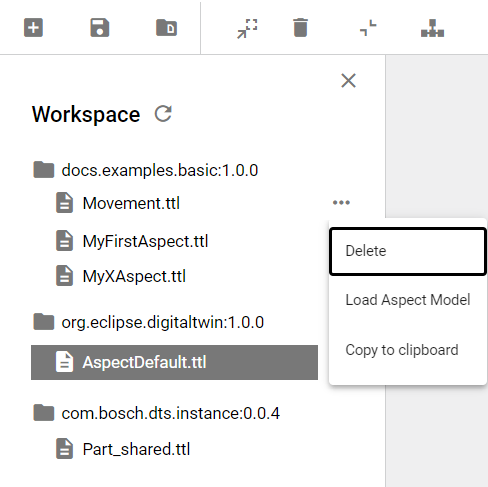 Workspace
docs.examples.basic:1.0.0
Movement.ttl
MyFirstAspect.ttl
MyXAspect.ttl
org.eclipse.digitaltwin:1.0.0
AspectDefault.ttl
com.bosch.dts.instance:0.0.4
Part_shared.ttl
Delete
Load Aspect Model
Copy to clipboard